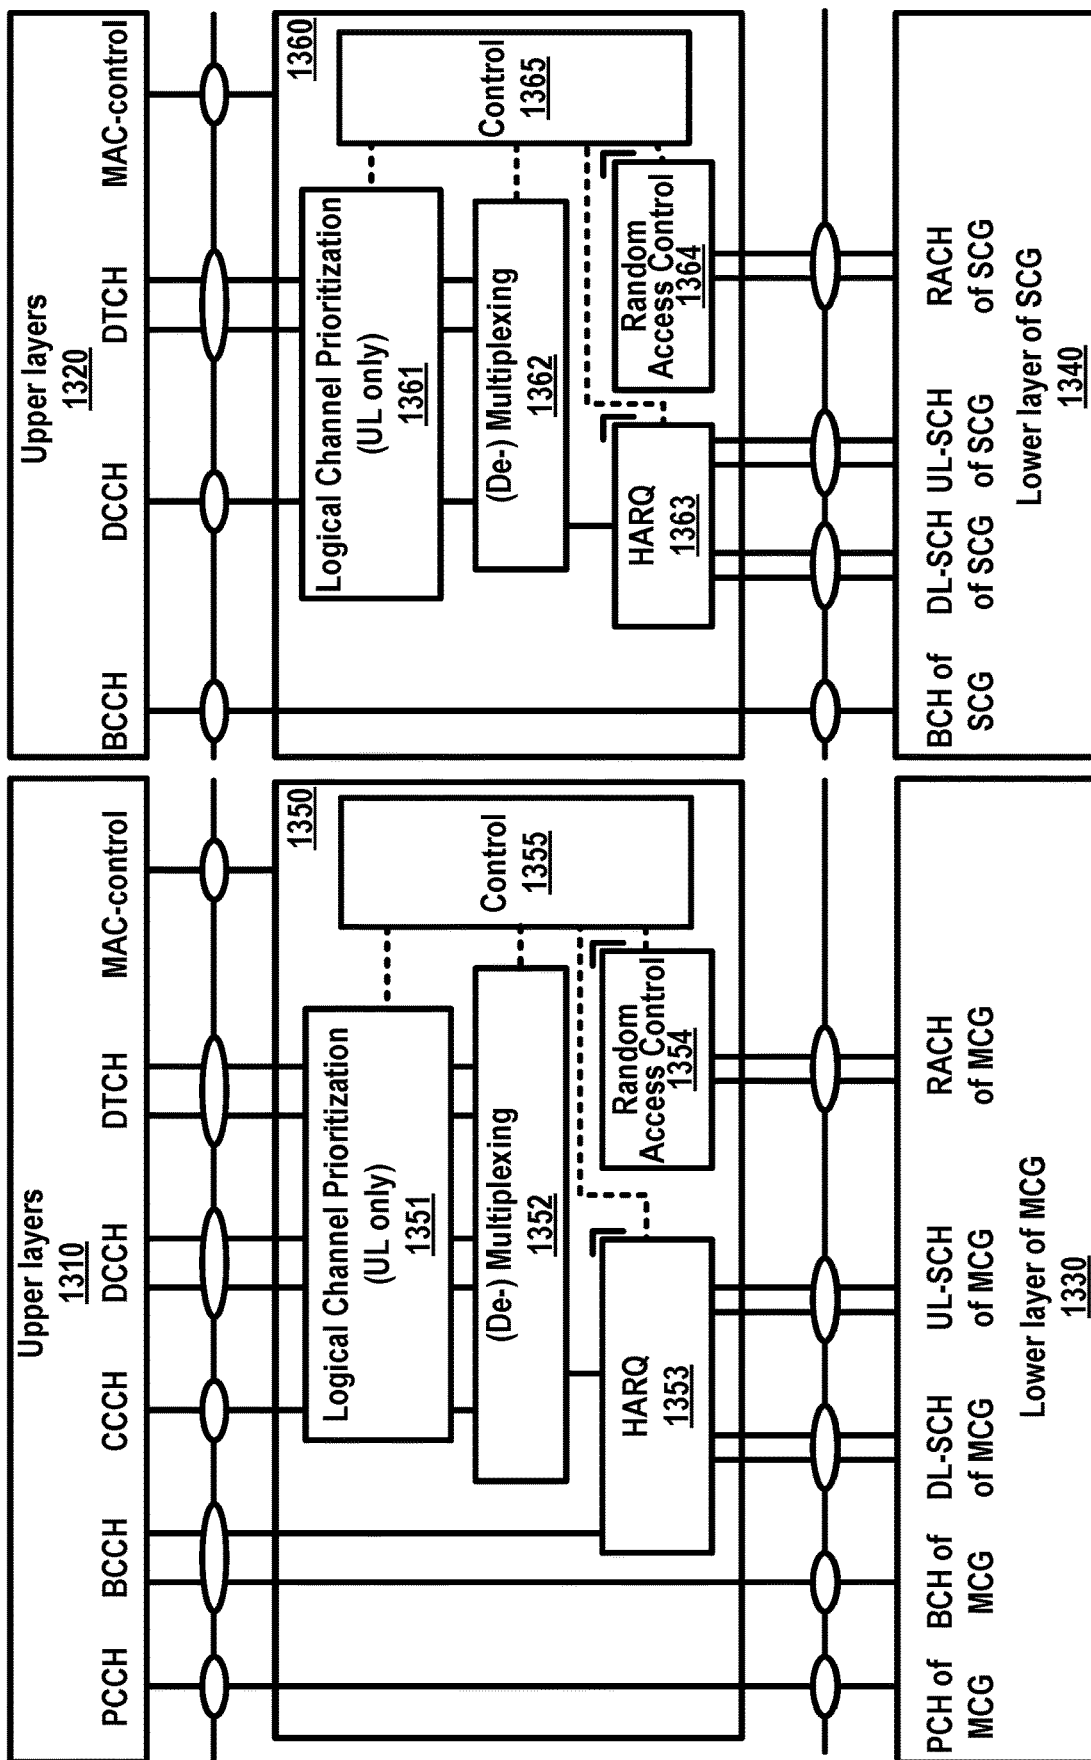 Upper layers
1310
PCCH
BCCH
CCCH
DCCH
DTCH
MAC-control
1350
Logical Channel Prioritization
(UL only)
1351
(De-) Multiplexing
1352
HARQ
1353
Random
Access Control
1354
Control
1355
PCH of
MCG
BCH of
MCG
DL-SCH
of MCG
UL-SCH
of MCG
RACH
of MCG
Lower layer of MCG
1330
Upper layers
1320
BCCH
DCCH
DTCH
MAC-control
1360
Logical Channel Prioritization
(UL only)
1361
(De-) Multiplexing
1362
HARQ
1363
Random
Access Control
1364
Control
1365
BCH of
SCG
DL-SCH
of SCG
UL-SCH
of SCG
RACH
of SCG
Lower layer of SCG
1340